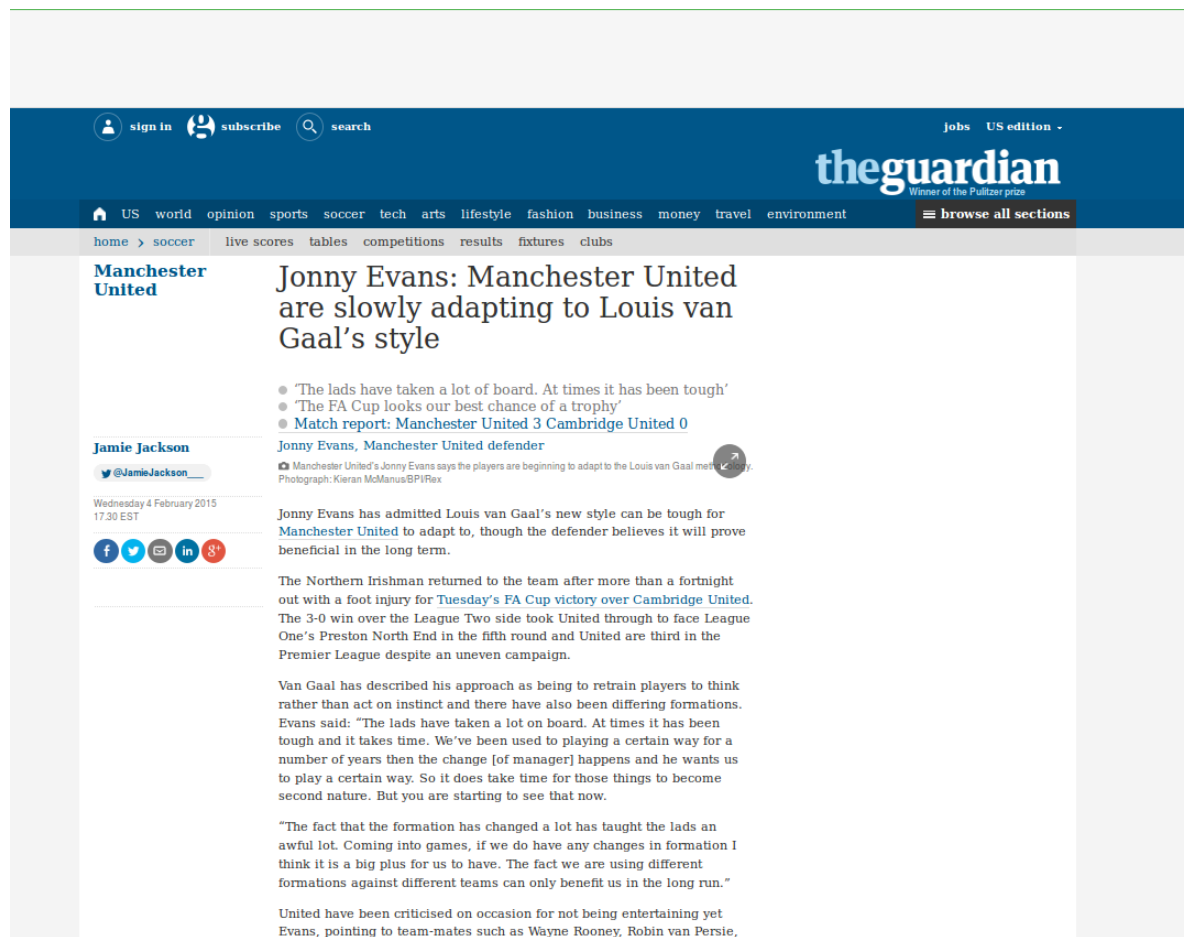 sign in subscribe search
jobs US edition
theguardian
Winner of the Pulitzer prize
US world opinion sports soccer tech arts lifestyle fashion business money travel environment browse all sections
home > soccer live scores tables competitions results fixtures clubs
Manchester
United
Jonny Evans: Manchester United
are slowly adapting to Louis van
Gaal’s style
‘The lads have taken a lot of board. At times it has been tough’
‘The FA Cup looks our best chance of a trophy’
Match report: Manchester United 3 Cambridge United 0
Jamie Jackson
@JamieJackson___
Wednesday 4 February 2015
17.30 EST
Jonny Evans, Manchester United defender
Manchester United's Jonny Evans says the players are beginning to adapt to the Louis van Gaal methodology.
Photograph: Kieran McManus/BPI/Rex
Jonny Evans has admitted Louis van Gaal’s new style can be tough for
Manchester United to adapt to, though the defender believes it will prove
beneficial in the long term.
The Northern Irishman returned to the team after more than a fortnight
out with a foot injury for Tuesday’s FA Cup victory over Cambridge United.
The 3-0 win over the League Two side took United through to face League
One’s Preston North End in the fifth round and United are third in the
Premier League despite an uneven campaign.
Van Gaal has described his approach as being to retrain players to think
rather than act on instinct and there have also been differing formations.
Evans said: “The lads have taken a lot on board. At times it has been
tough and it takes time. We’ve been used to playing a certain way for a
number of years then the change [of manager] happens and he wants us
to play a certain way. So it does take time for those things to become
second nature. But you are starting to see that now.
“The fact that the formation has changed a lot has taught the lads an
awful lot. Coming into games, if we do have any changes in formation I
think it is a big plus for us to have. The fact we are using different
formations against different teams can only benefit us in the long run.”
United have been criticised on occasion for not being entertaining yet
Evans, pointing to team-mates such as Wayne Rooney, Robin van Persie,